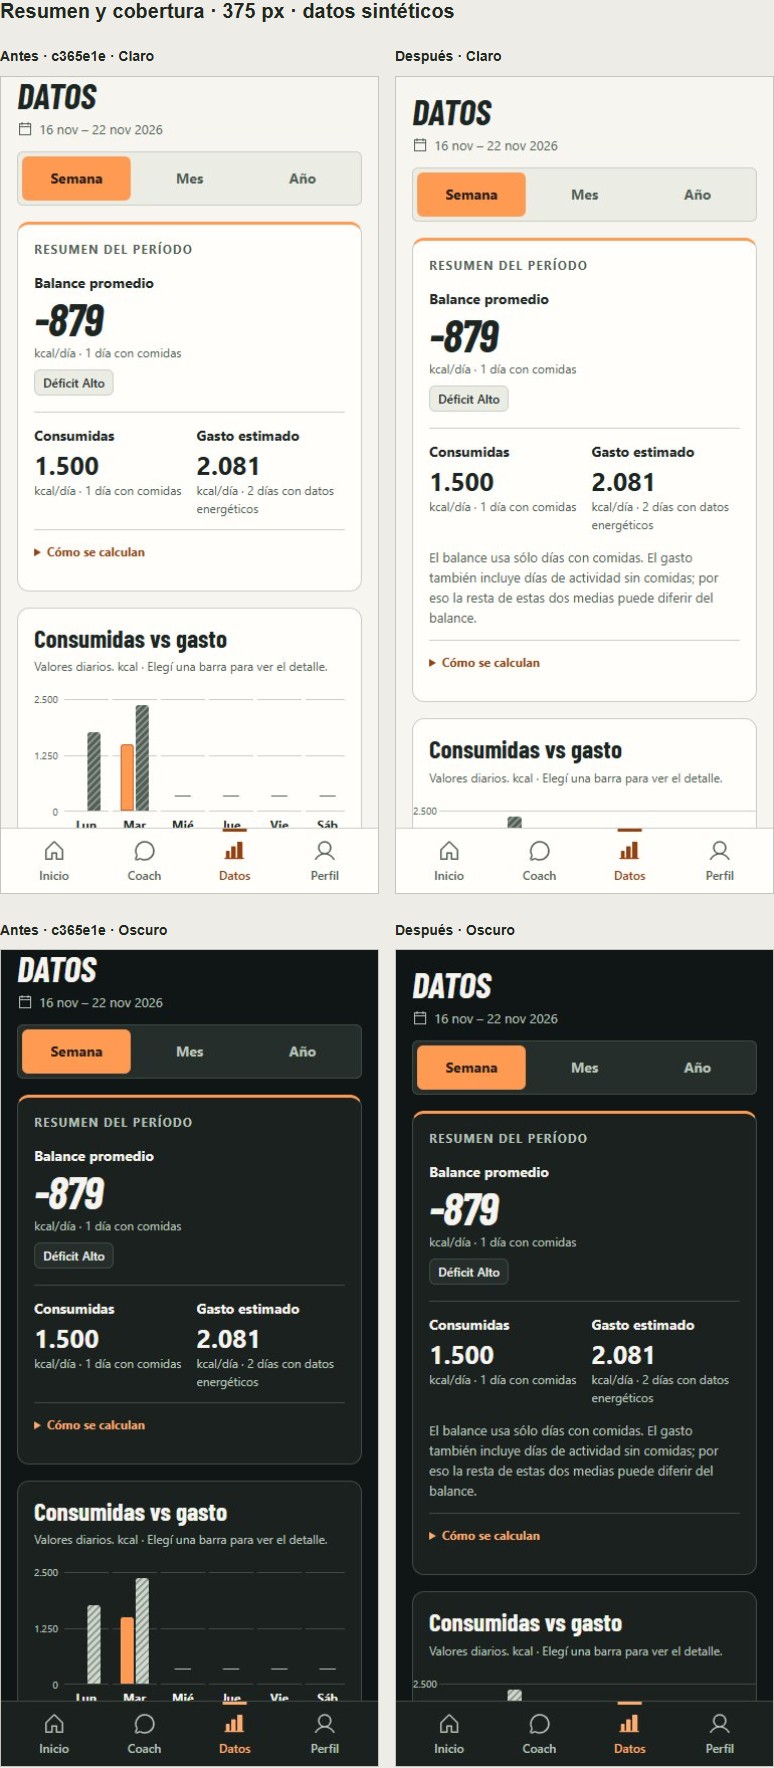 Resumen y cobertura · 375 px · datos sintéticos
Antes · c365e1e · Claro
DATOS
16 nov – 22 nov 2026
Semana Mes Año
RESUMEN DEL PERÍODO
Balance promedio
-879
kcal/día · 1 día con comidas
Déficit Alto
Consumidas Gasto estimado
1.500 2.081
kcal/día · 1 día con comidas kcal/día · 2 días con datos
energéticos
Cómo se calculan
Consumidas vs gasto
Valores diarios. kcal · Elegí una barra para ver el detalle.
2.500
1.250
0
Lun Mar Mié Jue Vie Sáb
Inicio Coach Datos Perfil
Después · Claro
DATOS
16 nov – 22 nov 2026
Semana Mes Año
RESUMEN DEL PERÍODO
Balance promedio
-879
kcal/día · 1 día con comidas
Déficit Alto
Consumidas Gasto estimado
1.500 2.081
kcal/día · 1 día con comidas kcal/día · 2 días con datos
energéticos
El balance usa sólo días con comidas. El gasto
también incluye días de actividad sin comidas; por
eso la resta de estas dos medias puede diferir del
balance.
Cómo se calculan
Consumidas vs gasto
Valores diarios. kcal · Elegí una barra para ver el detalle.
2.500
Inicio Coach Datos Perfil
Antes · c365e1e · Oscuro
DATOS
16 nov – 22 nov 2026
Semana Mes Año
RESUMEN DEL PERÍODO
Balance promedio
-879
kcal/día · 1 día con comidas
Déficit Alto
Consumidas Gasto estimado
1.500 2.081
kcal/día · 1 día con comidas kcal/día · 2 días con datos
energéticos
Cómo se calculan
Consumidas vs gasto
Valores diarios. kcal · Elegí una barra para ver el detalle.
2.500
1.250
0
Lun Mar Mié Jue Vie Sáb
Inicio Coach Datos Perfil
Después · Oscuro
DATOS
16 nov – 22 nov 2026
Semana Mes Año
RESUMEN DEL PERÍODO
Balance promedio
-879
kcal/día · 1 día con comidas
Déficit Alto
Consumidas Gasto estimado
1.500 2.081
kcal/día · 1 día con comidas kcal/día · 2 días con datos
energéticos
El balance usa sólo días con comidas. El gasto
también incluye días de actividad sin comidas; por
eso la resta de estas dos medias puede diferir del
balance.
Cómo se calculan
Consumidas vs gasto
Valores diarios. kcal · Elegí una barra para ver el detalle.
2.500
Inicio Coach Datos Perfil